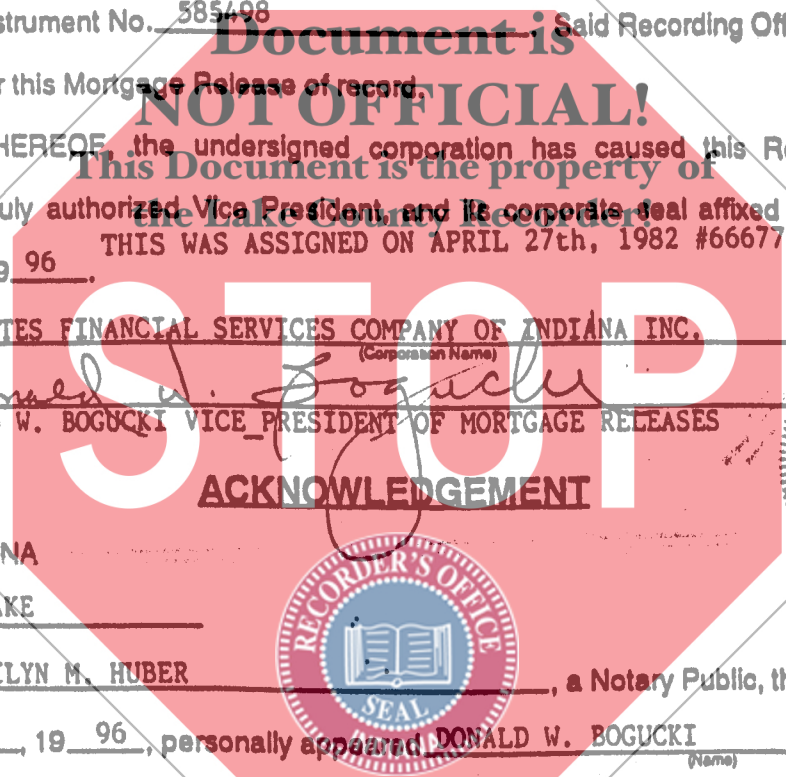 strument No. 585498 . Said Recording Off
Document is
r this Mortgage Release of record.
NOT OFFICIAL!
HEREOF, the undersigned corporation has caused this Re
This Document is the property of
uly authorized Vice President, and its corporate seal affixed
the Lake County Recorder!
THIS WAS ASSIGNED ON APRIL 27th, 1982 #66677
9 96 .
STOP
TES FINANCIAL SERVICES COMPANY OF INDIANA INC.
(Corporation Name)
W. BOGUCKI VICE PRESIDENT OF MORTGAGE RELEASES
ACKNOWLEDGEMENT
NA
RECORDER'S OFFICE
AKE
LYN M. HUBER , a Notary Public, th
SEAL
INDIANA
, 19 96 , personally appeared DONALD W. BOGUCKI
(Name)